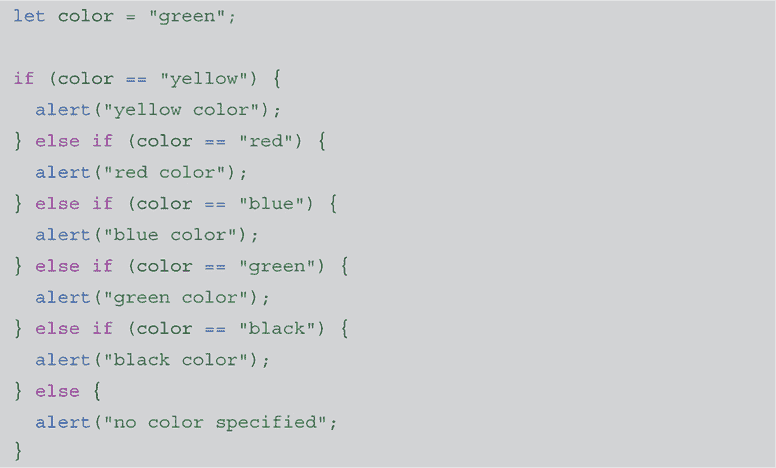 let color = "green";

if (color == "yellow") {
  alert("yellow color");
} else if (color == "red") {
  alert("red color");
} else if (color == "blue") {
  alert("blue color");
} else if (color == "green") {
  alert("green color");
} else if (color == "black") {
  alert("black color");
} else {
  alert("no color specified";
}